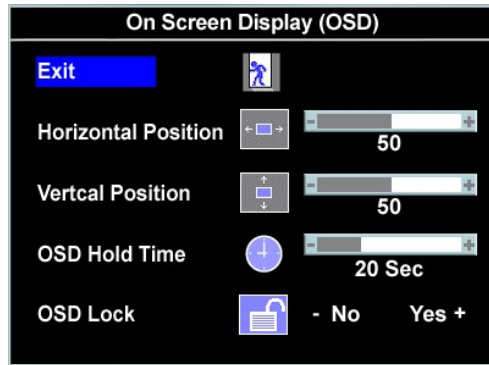 On Screen Display (OSD)
Exit
Horizontal Position
- +
50
Vertcal Position
- +
50
OSD Hold Time
- +
20 Sec
OSD Lock - No Yes +